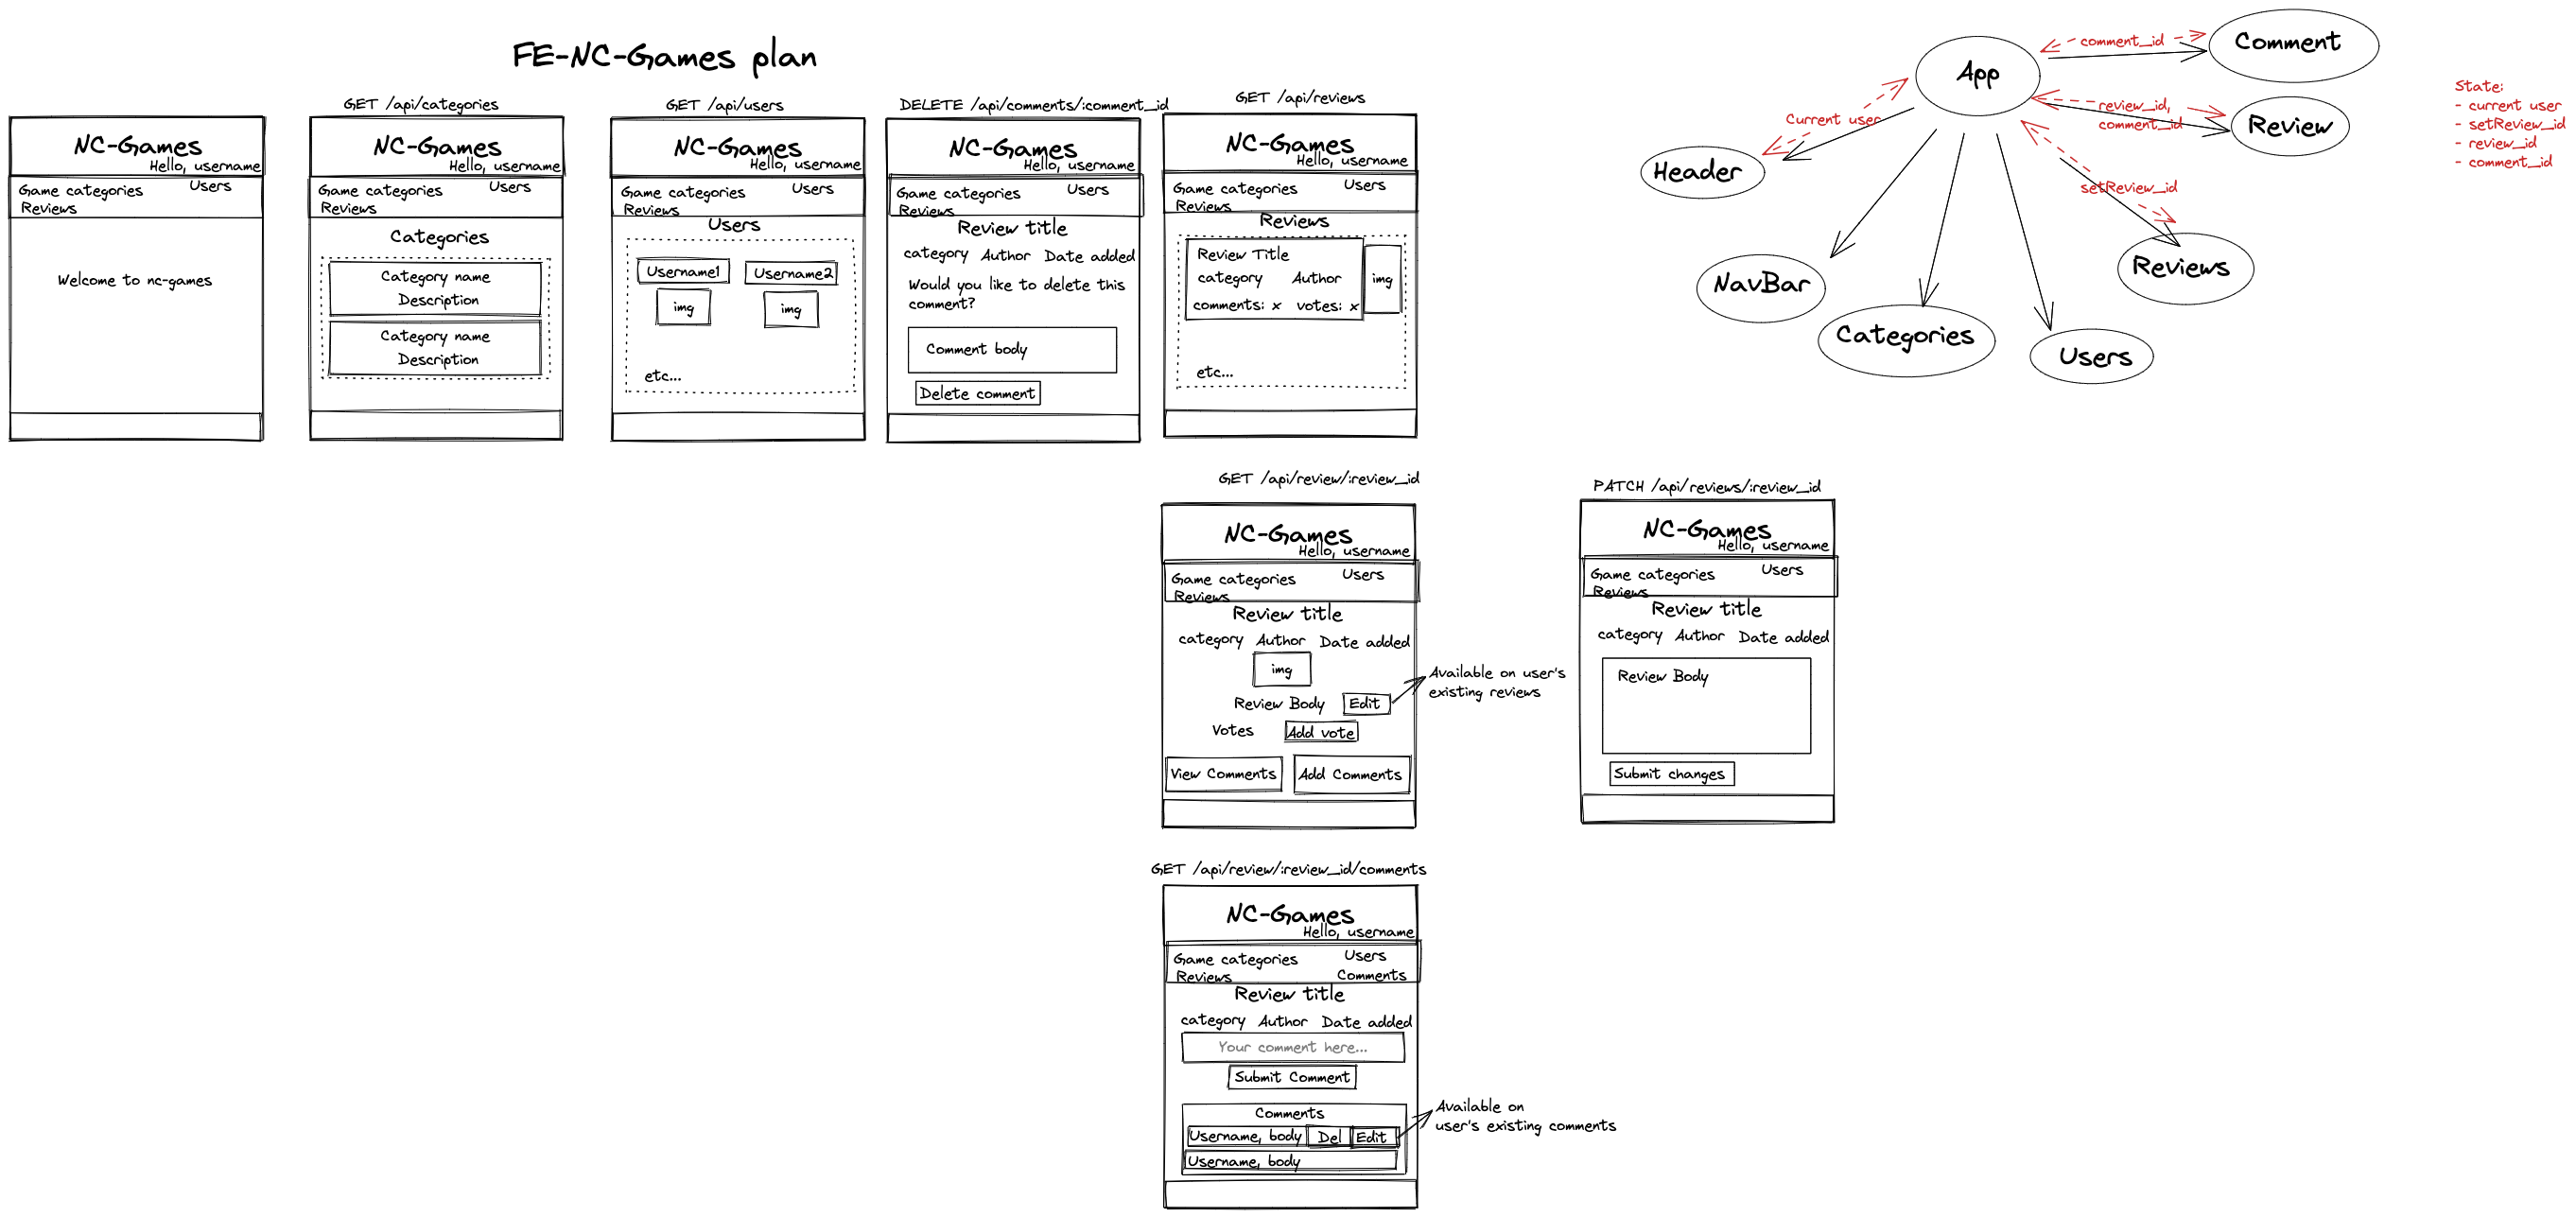 FE-NC-Games plan
NC-Games
Hello, username
Game categories
Users
Reviews
Welcome to nc-games
GET /api/categories
NC-Games
Hello, username
Game categories
Users
Reviews
Categories
Category name
Description
Category name
Description
GET /api/users
NC-Games
Hello, username
Game categories
Users
Reviews
Users
Username1
Username2
img
img
etc...
DELETE /api/comments/:comment_id
NC-Games
Hello, username
Game categories
Users
Reviews
Review title
category Author Date added
Would you like to delete this
comment?
Comment body
Delete comment
GET /api/reviews
NC-Games
Hello, username
Game categories
Users
Reviews
Reviews
Review Title
category Author
img
comments: x votes: x
etc...
App
comment_id
Comment
review_id,
comment_id
Review
Current user
Header
setReview_id
Reviews
NavBar
Categories
Users
State:
- current user
- setReview_id
- review_id
- comment_id
GET /api/review/:review_id
NC-Games
Hello, username
Game categories
Users
Reviews
Review title
category Author Date added
img
Review Body
Edit
Available on user's
existing reviews
Votes
Add vote
View Comments
Add Comments
PATCH /api/reviews/:review_id
NC-Games
Hello, username
Game categories
Users
Reviews
Review title
category Author Date added
Review Body
Submit changes
GET /api/review/:review_id/comments
NC-Games
Hello, username
Game categories
Users
Reviews
Comments
Review title
category Author Date added
Your comment here...
Submit Comment
Comments
Username, body Del Edit
Username, body
Available on
user's existing comments